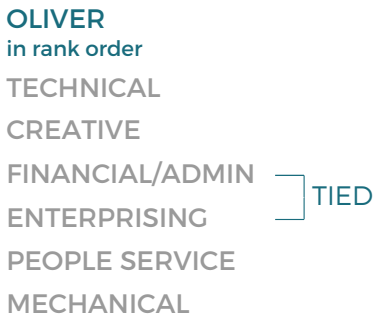 OLIVER
in rank order
TECHNICAL
CREATIVE
FINANCIAL/ADMIN
TIED
ENTERPRISING
PEOPLE SERVICE
MECHANICAL